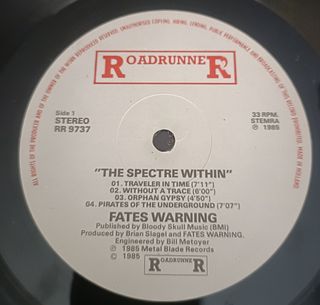 ALL RIGHTS OF THE PRODUCER AND OF THE OWNER OF THE WORK REPRODUCED RESERVED. UNAUTHORISED COPYING, HIRING, LENDING, PUBLIC PERFORMANCE AND BROADCASTING OF THIS RECORD PROHIBITED. MADE IN HOLLAND.
ROADRUNNER
Side 1
STEREO
RR 9737
33 RPM.
STEMRA
℗ 1985
"THE SPECTRE WITHIN"
01. TRAVELER IN TIME (7'11")
02. WITHOUT A TRACE (6'00")
03. ORPHAN GYPSY (4'50")
04. PIRATES OF THE UNDERGROUND (7'07")
FATES WARNING
Published by Bloody Skull Music (BMI)
Produced by Brian Slagel and FATES WARNING.
Engineered by Bill Metoyer
℗ 1985 Metal Blade Records
© 1985
ROADRUNNER